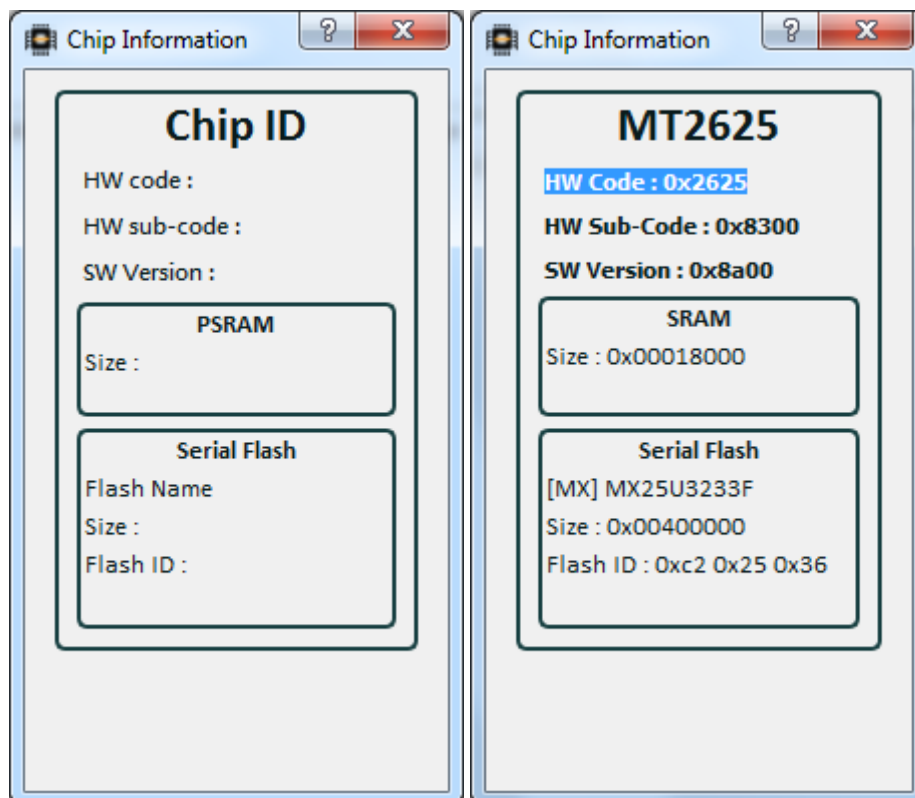 Chip Information
Chip ID
HW code :
HW sub-code :
SW Version :
PSRAM
Size :
Serial Flash
Flash Name
Size :
Flash ID :
Chip Information
MT2625
HW Code : 0x2625
HW Sub-Code : 0x8300
SW Version : 0x8a00
SRAM
Size : 0x00018000
Serial Flash
[MX] MX25U3233F
Size : 0x00400000
Flash ID : 0xc2 0x25 0x36